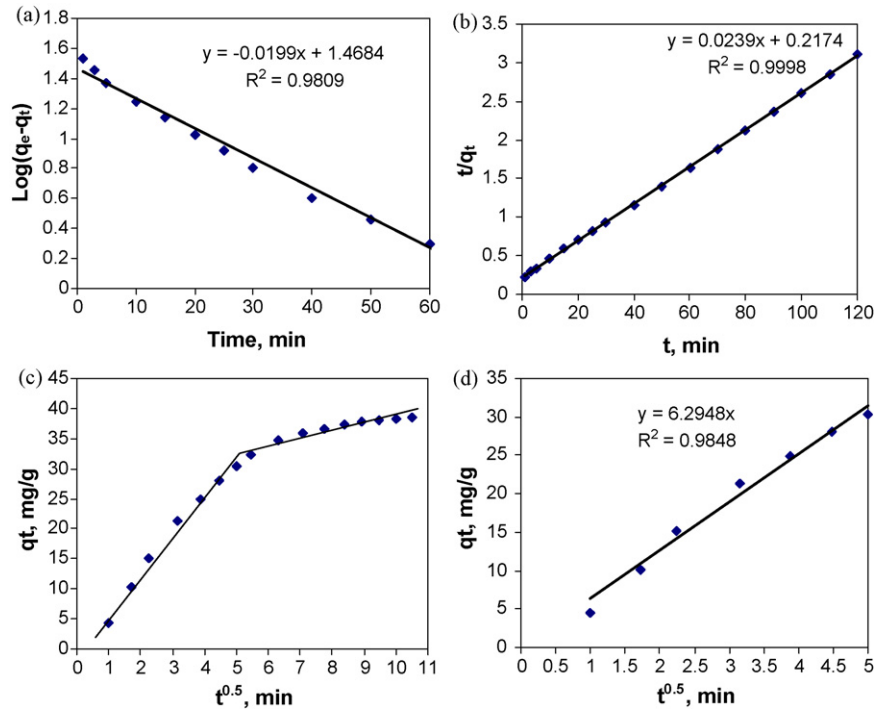 (a)
y = -0.0199x + 1.4684
R² = 0.9809
1.8
1.6
1.4
1.2
1
0.8
0.6
0.4
0.2
0
Log(qe-qt)
0 10 20 30 40 50 60
Time, min
(b)
y = 0.0239x + 0.2174
R² = 0.9998
3.5
3
2.5
2
1.5
1
0.5
0
t/qt
0 20 40 60 80 100 120
t, min
(c)
45
40
35
30
25
20
15
10
5
0
qt, mg/g
0 1 2 3 4 5 6 7 8 9 10 11
t^0.5, min
(d)
y = 6.2948x
R² = 0.9848
35
30
25
20
15
10
5
0
qt, mg/g
0 0.5 1 1.5 2 2.5 3 3.5 4 4.5 5
t^0.5, min